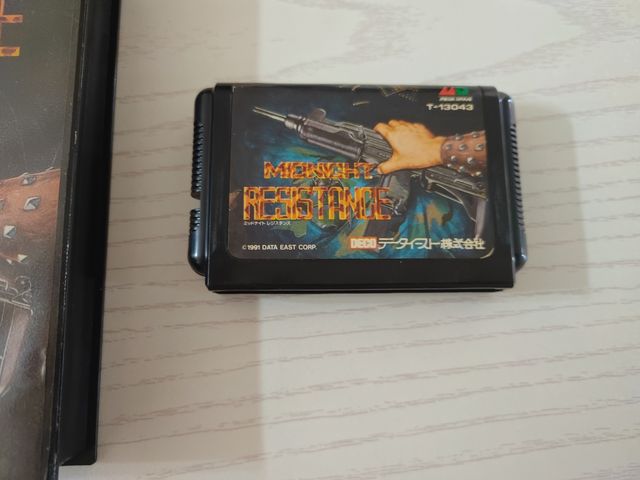 MD
MEGA DRIVE
T-13043
MIDNIGHT
RESISTANCE
ミッドナイト レジスタンス
©1991 DATA EAST CORP.
DECO データイースト株式会社
E